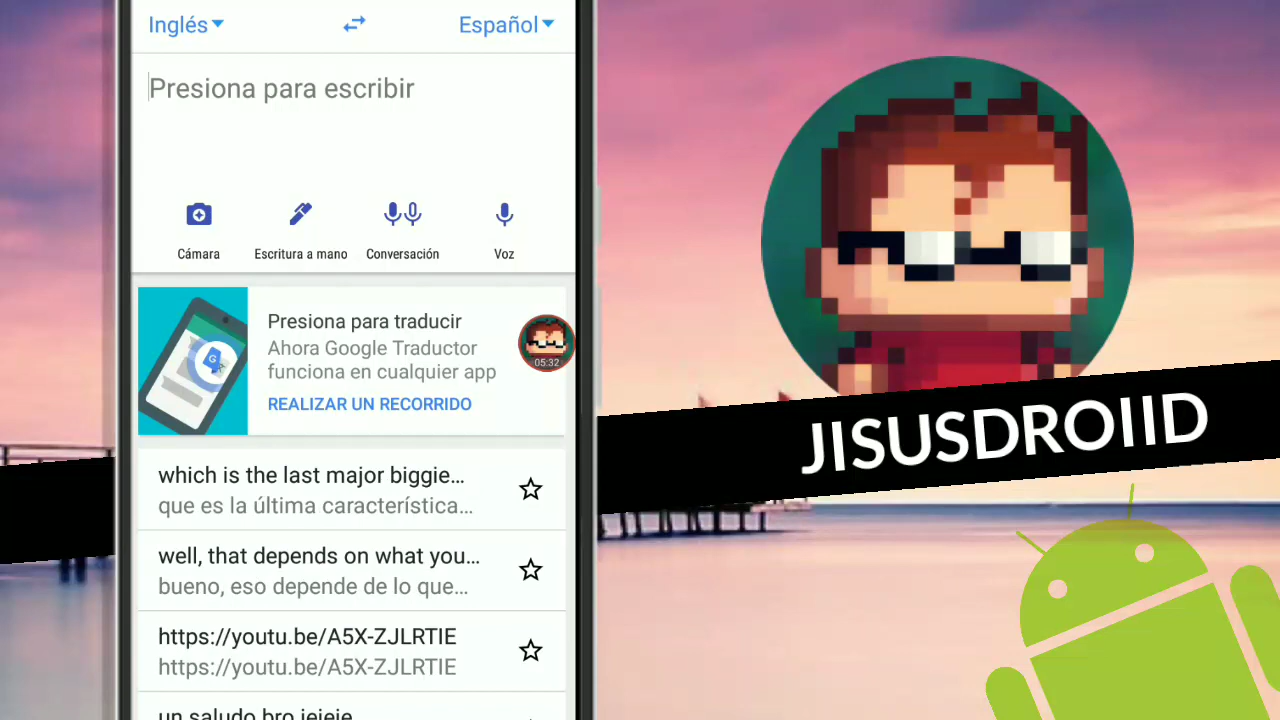 Inglés
Español
Presiona para escribir
Cámara
Escritura a mano
Conversación
Voz
Presiona para traducir
Ahora Google Traductor
funciona en cualquier app
REALIZAR UN RECORRIDO
05:32
which is the last major biggie...
que es la última característica...
well, that depends on what you...
bueno, eso depende de lo que...
https://youtu.be/A5X-ZJLRTIE
https://youtu.be/A5X-ZJLRTIE
un saludo bro jejeje
JISUSDROIID